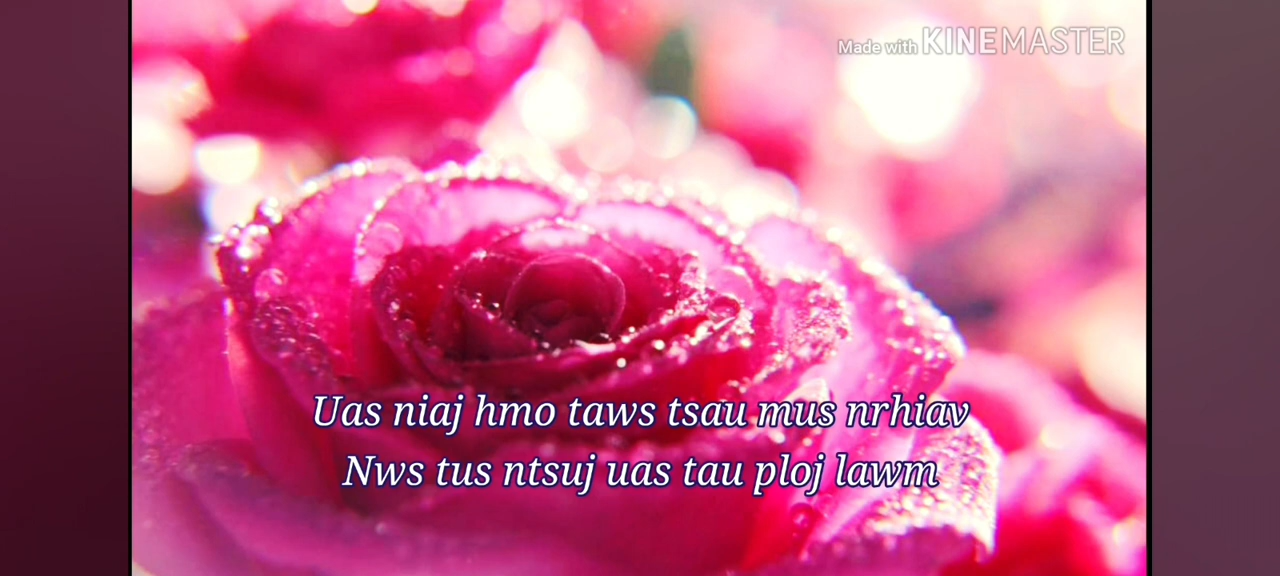 Made with KINEMASTER
Uas niaj hmo taws tsau mus nrhiav
Nws tus ntsuj uas tau ploj lawm